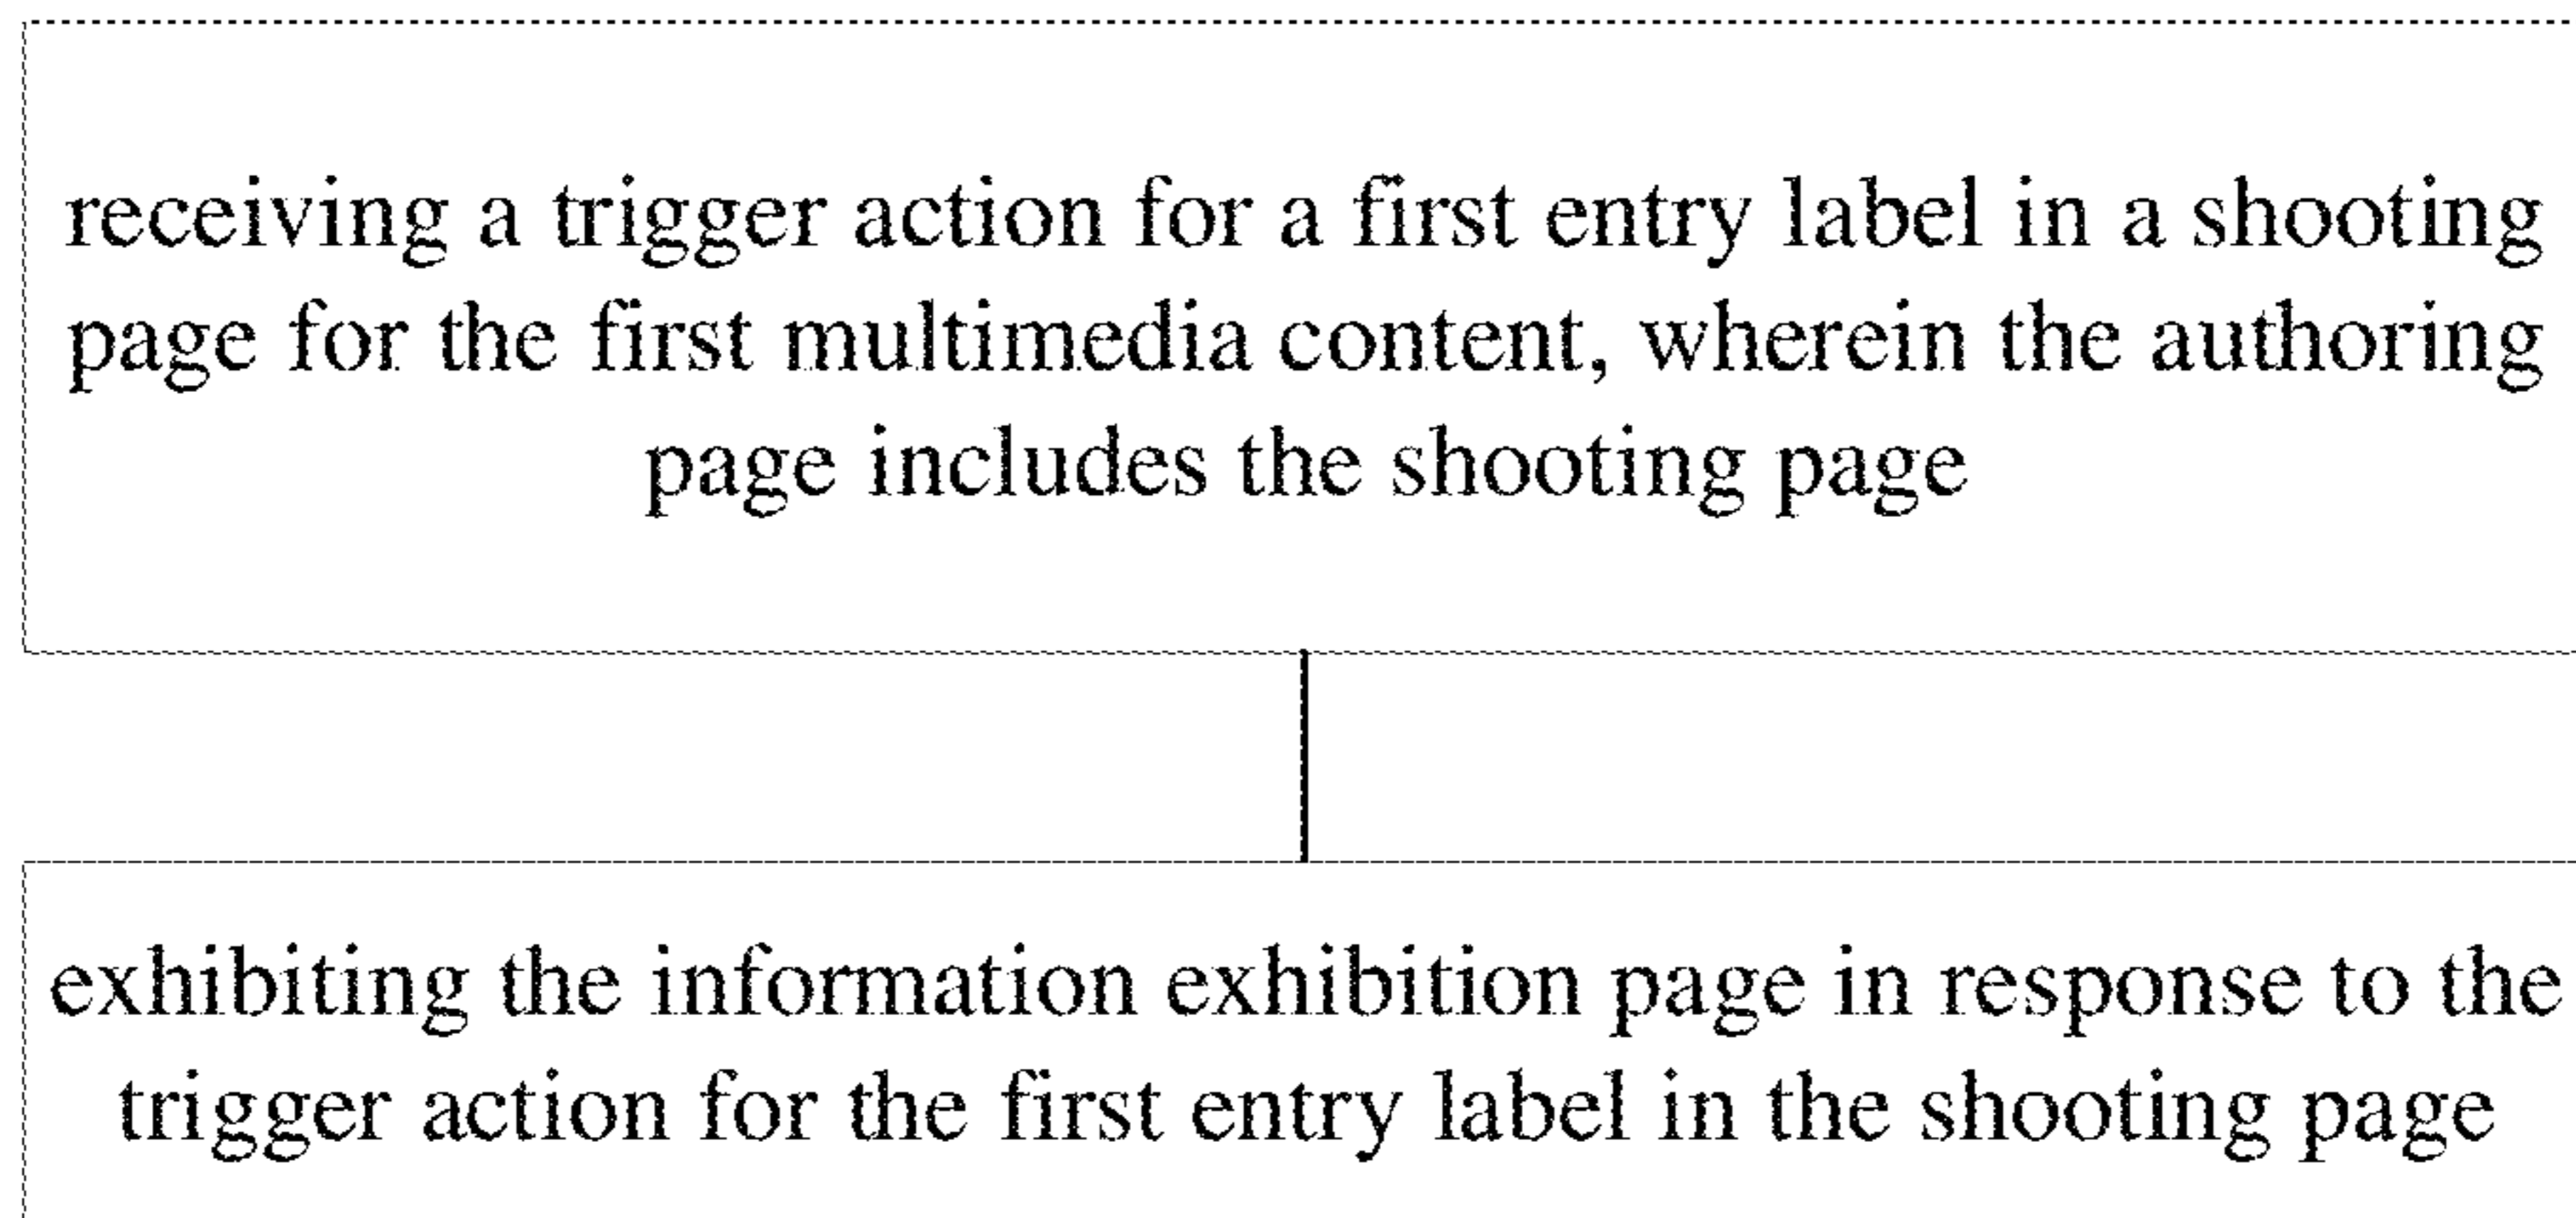 receiving a trigger action for a first entry label in a shooting
page for the first multimedia content, wherein the authoring
page includes the shooting page
exhibiting the information exhibition page in response to the
trigger action for the first entry label in the shooting page